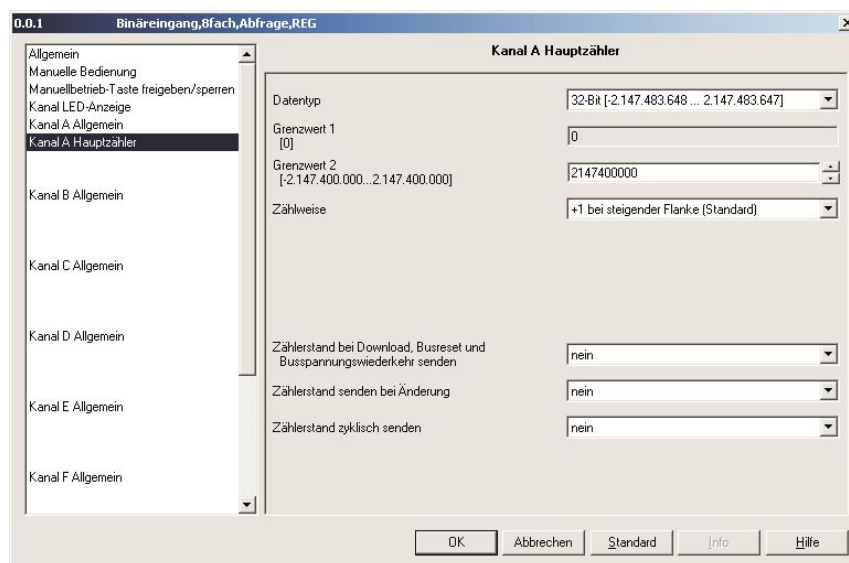 0.0.1 Binäreingang,8fach,Abfrage,REG
Allgemein
Manuelle Bedienung
Manuellbetrieb-Taste freigeben/sperren
Kanal LED-Anzeige
Kanal A Allgemein
Kanal A Hauptzähler
Kanal B Allgemein
Kanal C Allgemein
Kanal D Allgemein
Kanal E Allgemein
Kanal F Allgemein
Kanal A Hauptzähler
Datentyp
32-Bit [-2.147.483.648 ... 2.147.483.647]
Grenzwert 1
[0]
0
Grenzwert 2
[-2.147.400.000...2.147.400.000]
2147400000
Zählweise
+1 bei steigender Flanke (Standard)
Zählerstand bei Download, Busreset und
Busspannungswiederkehr senden
nein
Zählerstand senden bei Änderung
nein
Zählerstand zyklisch senden
nein
OK
Abbrechen
Standard
Info
Hilfe